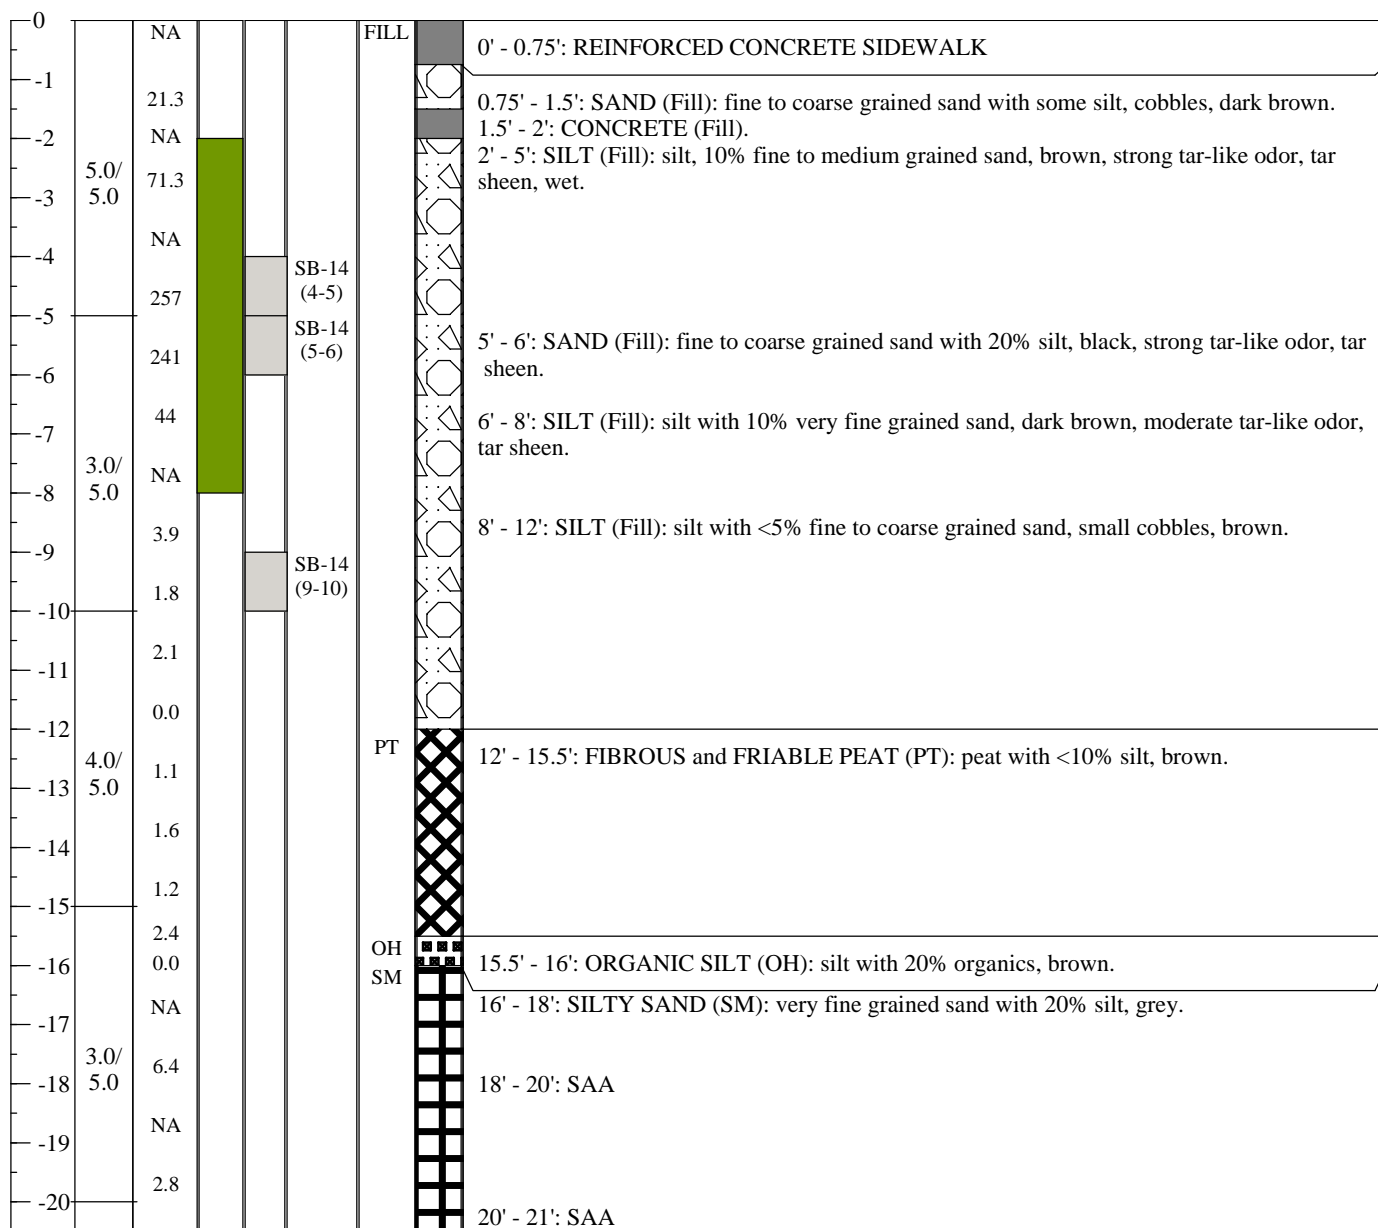 0 NA FILL
0' - 0.75': REINFORCED CONCRETE SIDEWALK
-1
21.3 0.75' - 1.5': SAND (Fill): fine to coarse grained sand with some silt, cobbles, dark brown.
-2 NA 1.5' - 2': CONCRETE (Fill).
2' - 5': SILT (Fill): silt, 10% fine to medium grained sand, brown, strong tar-like odor, tar
5.0/ 71.3 sheen, wet.
-3 5.0
NA
-4 SB-14
257 (4-5)
-5 SB-14
241 (5-6) 5' - 6': SAND (Fill): fine to coarse grained sand with 20% silt, black, strong tar-like odor, tar
-6 sheen.
44 6' - 8': SILT (Fill): silt with 10% very fine grained sand, dark brown, moderate tar-like odor,
-7 tar sheen.
3.0/ NA
-8 5.0
3.9 8' - 12': SILT (Fill): silt with <5% fine to coarse grained sand, small cobbles, brown.
-9 SB-14
1.8 (9-10)
-10
2.1
-11
0.0
-12
PT 12' - 15.5': FIBROUS and FRIABLE PEAT (PT): peat with <10% silt, brown.
4.0/ 1.1
-13 5.0
1.6
-14
1.2
-15
2.4 OH
-16 0.0 15.5' - 16': ORGANIC SILT (OH): silt with 20% organics, brown.
SM
NA 16' - 18': SILTY SAND (SM): very fine grained sand with 20% silt, grey.
-17
3.0/ 6.4
-18 5.0 18' - 20': SAA
NA
-19
2.8
-20
20' - 21': SAA